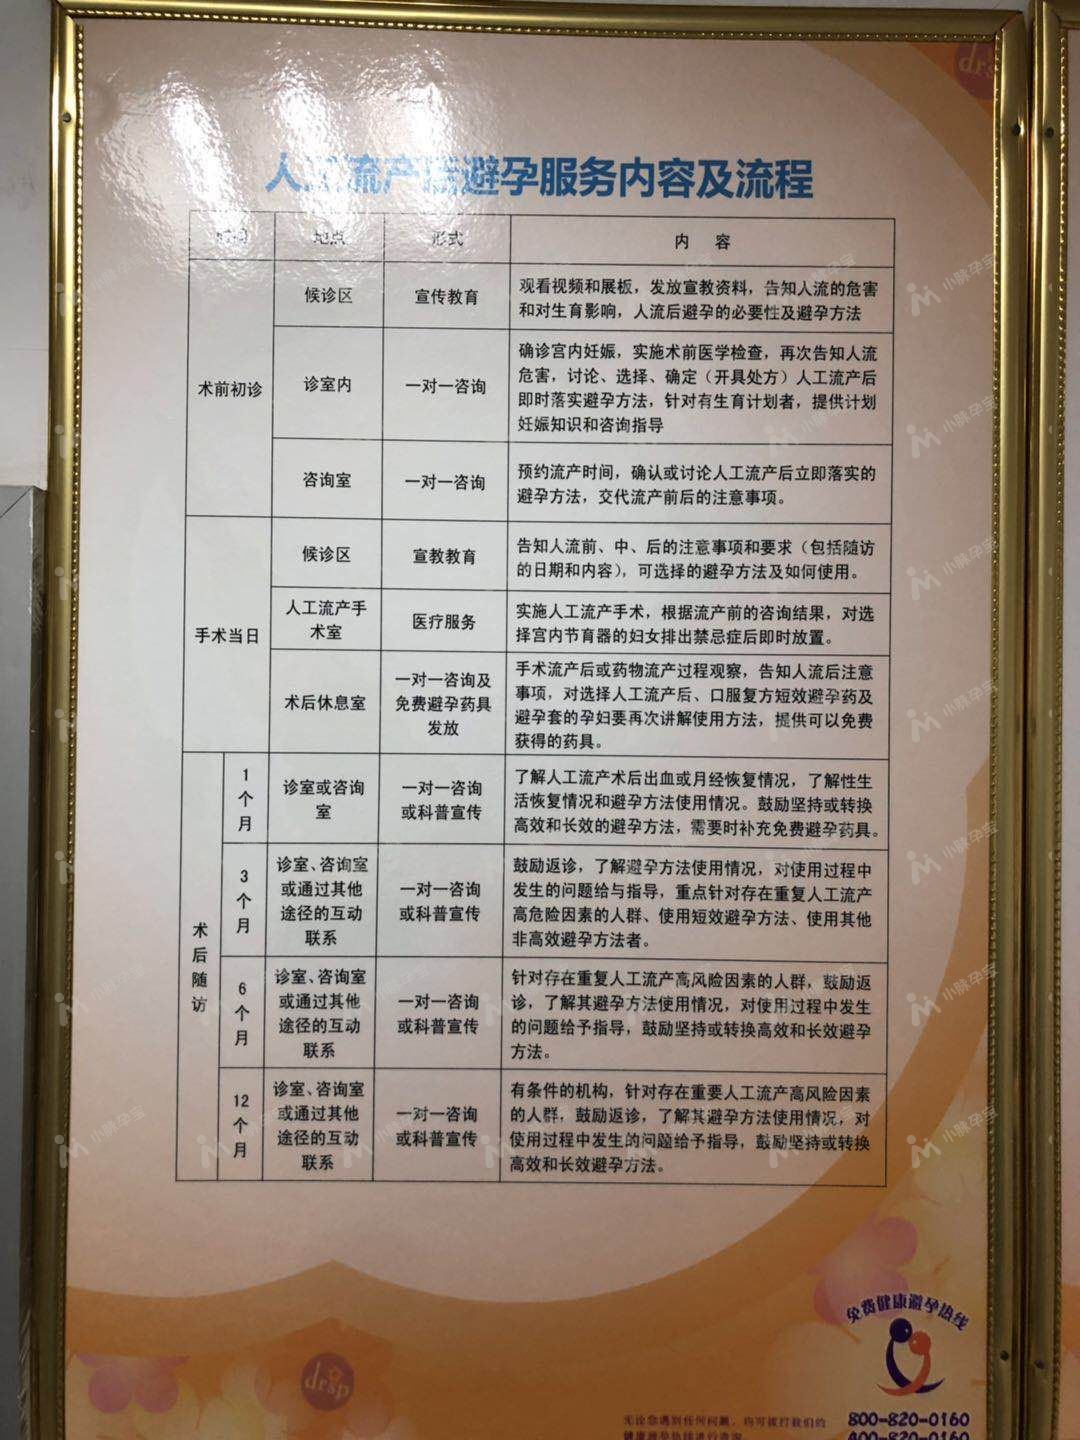 人工流产后避孕服务内容及流程
时间 地点 形式 内 容
术前初诊
候诊区
宣传教育
观看视频和展板，发放宣教资料，告知人流的危害
和对生育影响，人流后避孕的必要性及避孕方法
诊室内
一对一咨询
确诊宫内妊娠，实施术前医学检查，再次告知人流
危害，讨论、选择、确定（开具处方）人工流产后
即时落实避孕方法，针对有生育计划者，提供计划
妊娠知识和咨询指导
咨询室
一对一咨询
预约流产时间，确认或讨论人工流产后立即落实的
避孕方法，交代流产前后的注意事项。
手术当日
候诊区
宣教教育
告知人流前、中、后的注意事项和要求（包括随访
的日期和内容），可选择的避孕方法及如何使用。
人工流产手
术室
医疗服务
实施人工流产手术，根据流产前的咨询结果，对选
择宫内节育器的妇女排出禁忌症后即时放置。
术后休息室
一对一咨询及
免费避孕药具
发放
手术流产后或药物流产过程观察，告知人流后注意
事项，对选择人工流产后、口服复方短效避孕药及
避孕套的孕妇要再次讲解使用方法，提供可以免费
获得的药具。
术
后
随
访
1
个
月
诊室或咨询
室
一对一咨询
或科普宣传
了解人工流产术后出血或月经恢复情况，了解性生
活恢复情况和避孕方法使用情况。鼓励坚持或转换
高效和长效的避孕方法，需要时补充免费避孕药具。
3
个
月
诊室、咨询室
或通过其他
途径的互动
联系
一对一咨询
或科普宣传
鼓励返诊，了解避孕方法使用情况，对使用过程中
发生的问题给与指导，重点针对存在重复人工流产
高危险因素的人群、使用短效避孕方法、使用其他
非高效避孕方法者。
6
个
月
诊室、咨询室
或通过其他
途径的互动
联系
一对一咨询
或科普宣传
针对存在重复人工流产高风险因素的人群，鼓励返
诊，了解其避孕方法使用情况，对使用过程中发生
的问题给予指导，鼓励坚持或转换高效和长效避孕
方法。
12
个
月
诊室、咨询室
或通过其他
途径的互动
联系
一对一咨询
或科普宣传
有条件的机构，针对存在重要人工流产高风险因素
的人群，鼓励返诊，了解其避孕方法使用情况，对
使用过程中发生的问题给予指导，鼓励坚持或转换
高效和长效避孕方法。
免费健康避孕热线
drsp
无论您遇到任何问题，均可拨打我们的
健康避孕热线进行咨询
800-820-0160
400-820-0160
小脉孕宝